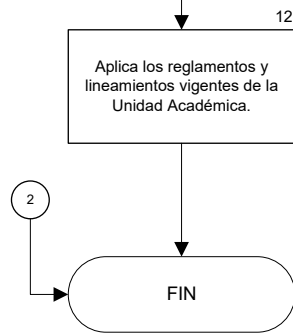 12
Aplica los reglamentos y
lineamientos vigentes de la
Unidad Académica.
2
FIN